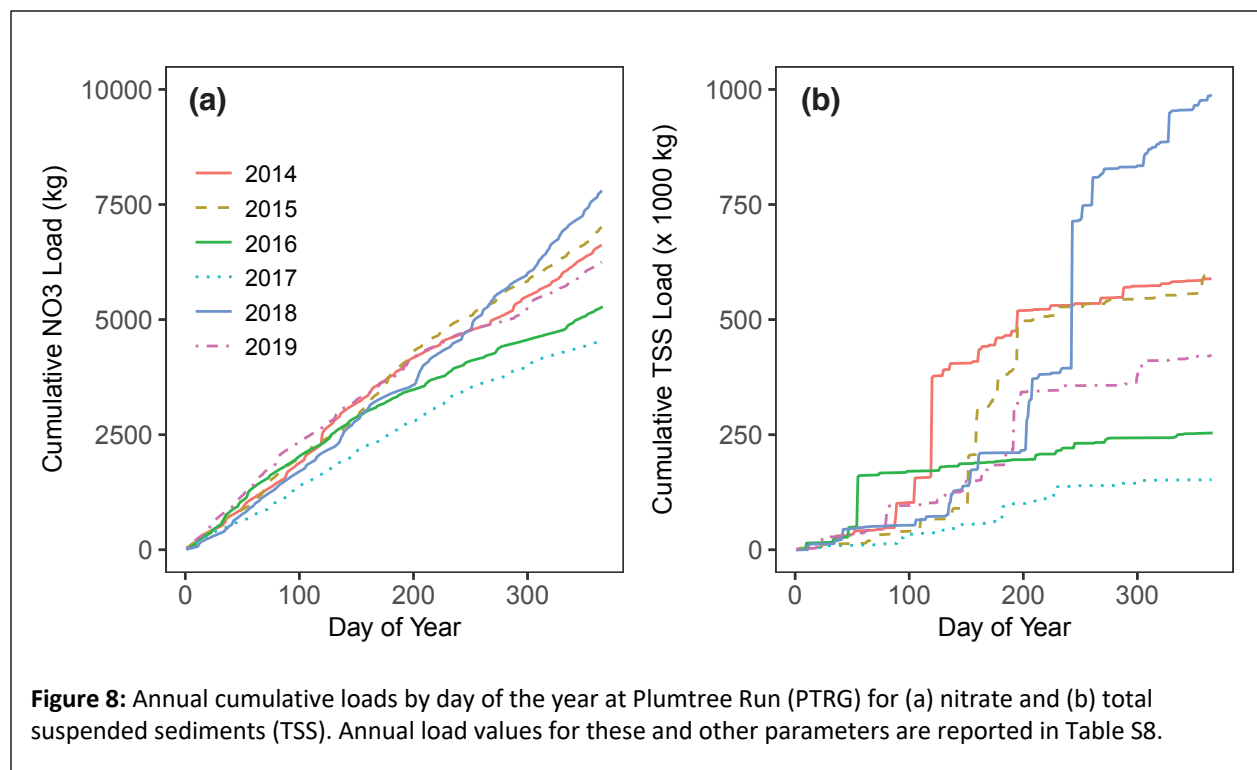 (a)
Cumulative NO3 Load (kg)
10000
7500
5000
2500
0
2014
2015
2016
2017
2018
2019
0 100 200 300
Day of Year
(b)
Cumulative TSS Load (x 1000 kg)
1000
750
500
250
0
0 100 200 300
Day of Year
Figure 8: Annual cumulative loads by day of the year at Plumtree Run (PTRG) for (a) nitrate and (b) total
suspended sediments (TSS). Annual load values for these and other parameters are reported in Table S8.